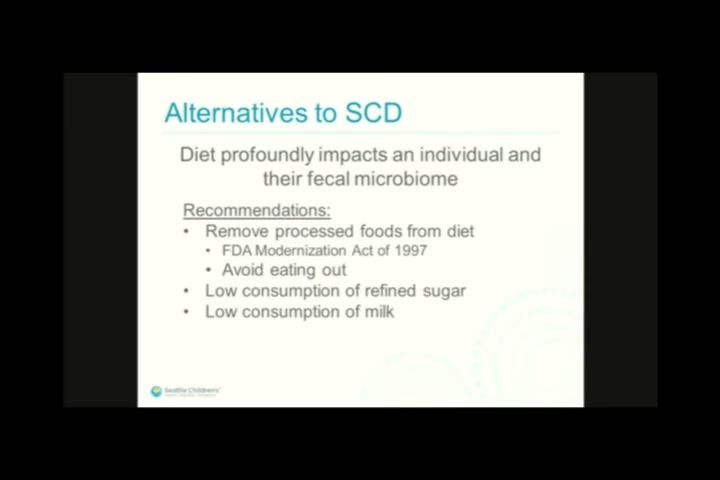 Alternatives to SCD
Diet profoundly impacts an individual and
their fecal microbiome
Recommendations:
• Remove processed foods from diet
• FDA Modernization Act of 1997
• Avoid eating out
• Low consumption of refined sugar
• Low consumption of milk
Seattle Children's